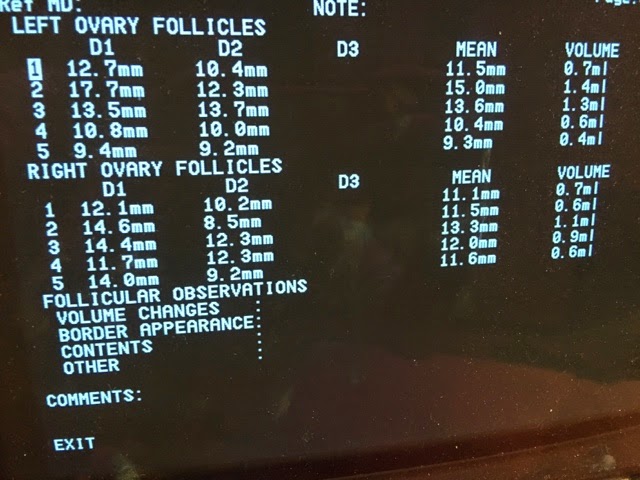 Ref MD: NOTE:
LEFT OVARY FOLLICLES
D1 D2 D3 MEAN VOLUME
1 12.7mm 10.4mm 11.5mm 0.7ml
2 17.7mm 12.3mm 15.0mm 1.4ml
3 13.5mm 13.7mm 13.6mm 1.3ml
4 10.8mm 10.0mm 10.4mm 0.6ml
5 9.4mm 9.2mm 9.3mm 0.4ml
RIGHT OVARY FOLLICLES
D1 D2 D3 MEAN VOLUME
1 12.1mm 10.2mm 11.1mm 0.7ml
2 14.6mm 8.5mm 11.5mm 0.6ml
3 14.4mm 12.3mm 13.3mm 1.1ml
4 11.7mm 12.3mm 12.0mm 0.9ml
5 14.0mm 9.2mm 11.6mm 0.6ml
FOLLICULAR OBSERVATIONS
VOLUME CHANGES :
BORDER APPEARANCE:
CONTENTS :
OTHER :
COMMENTS:
EXIT